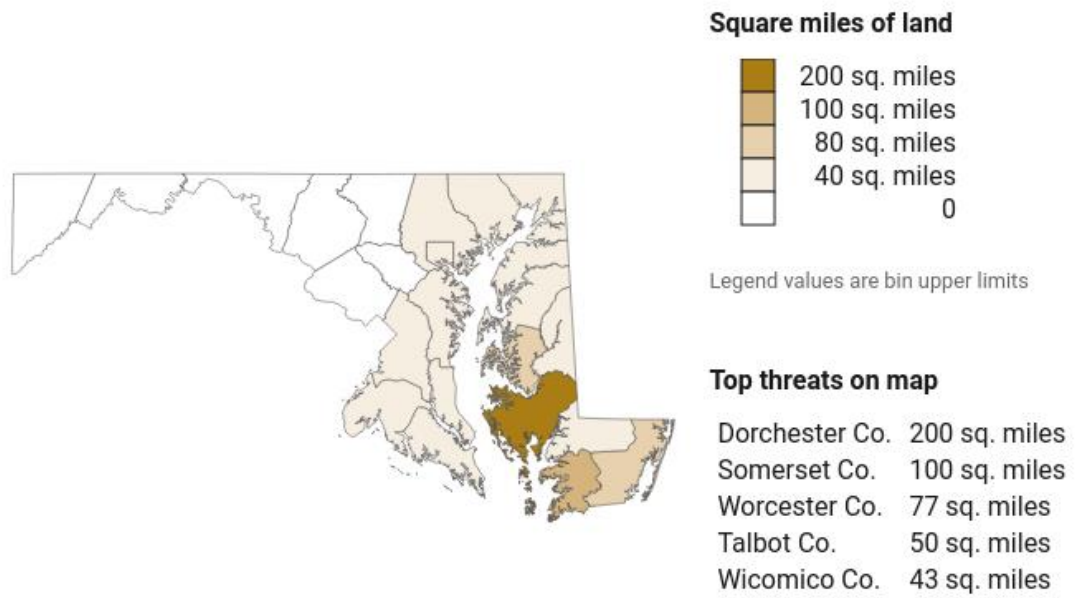 Square miles of land
200 sq. miles
100 sq. miles
80 sq. miles
40 sq. miles
0
Legend values are bin upper limits
Top threats on map
Dorchester Co. 200 sq. miles
Somerset Co. 100 sq. miles
Worcester Co. 77 sq. miles
Talbot Co. 50 sq. miles
Wicomico Co. 43 sq. miles